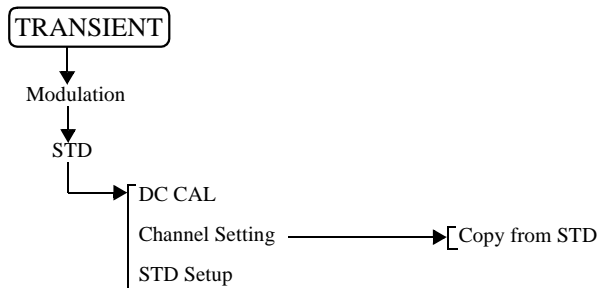 TRANSIENT
Modulation
STD
DC CAL
Channel Setting
Copy from STD
STD Setup